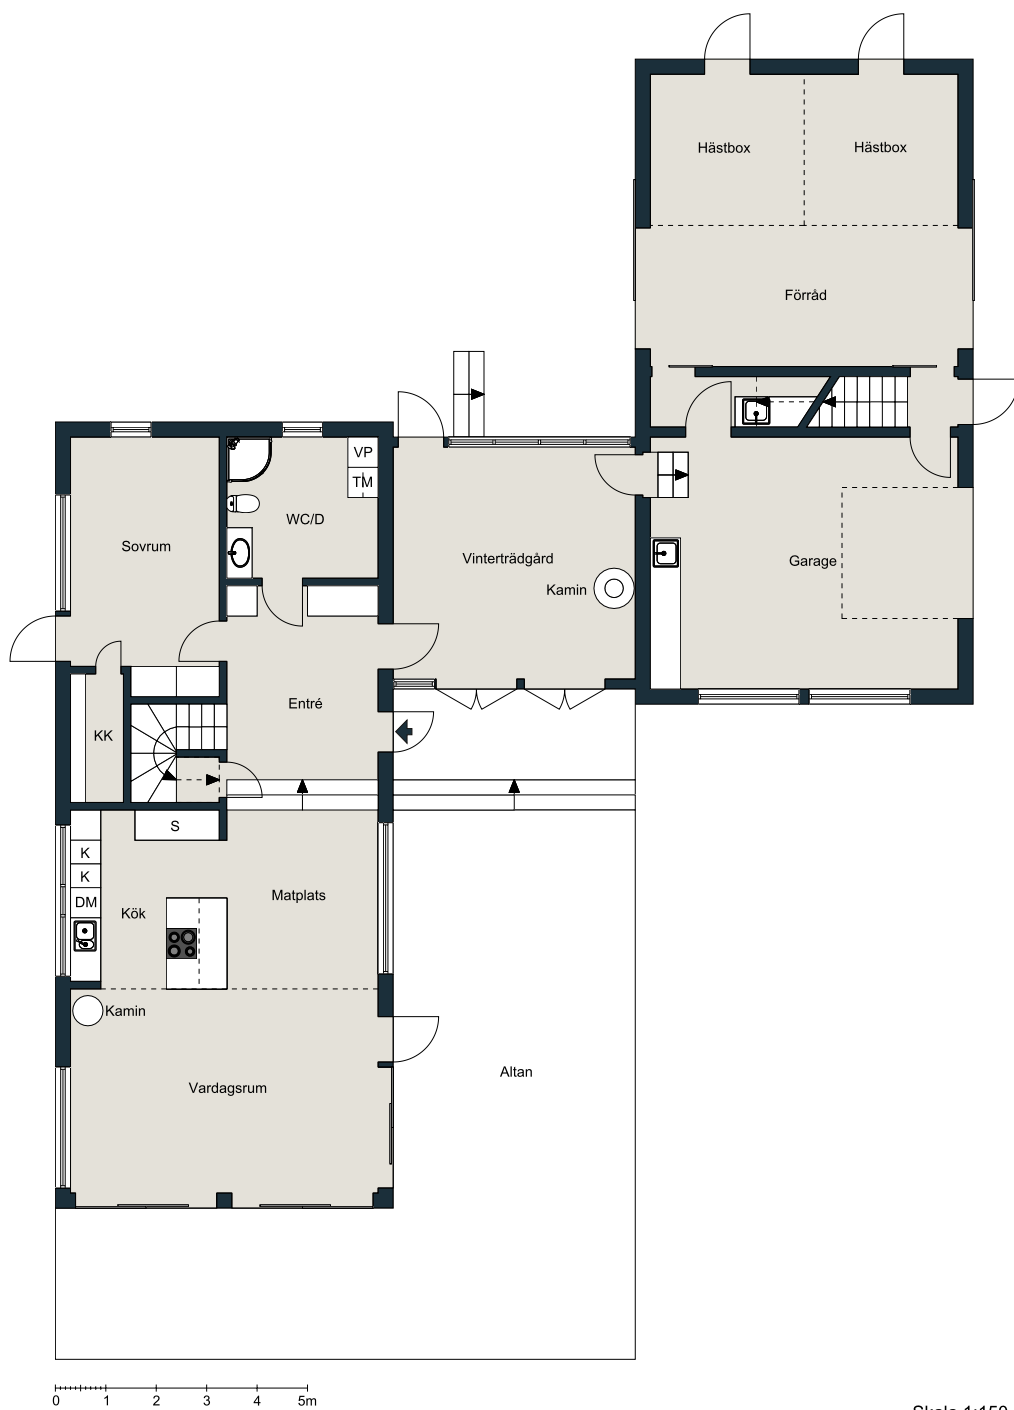 Hästbox
Hästbox
Förråd
VP
TM
WC/D
Sovrum
Vinterträdgård
Garage
Kamin
Entré
KK
S
K
K
DM
Kök
Matplats
Kamin
Altan
Vardagsrum
0 1 2 3 4 5m